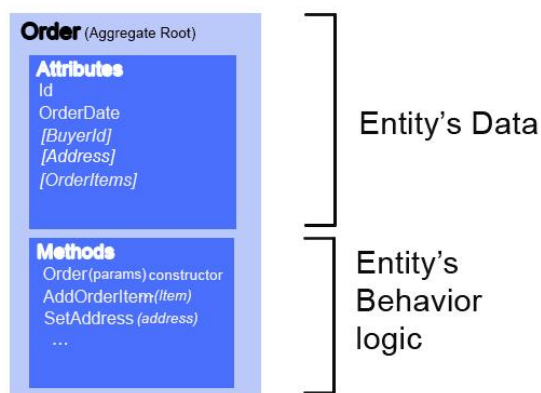 Order (Aggregate Root)
Attributes
Id
OrderDate
[BuyerId]
[Address]
[OrderItems]
Entity's Data
Methods
Order(params) constructor
AddOrderItem(Item)
SetAddress (address)
...
Entity's
Behavior
logic